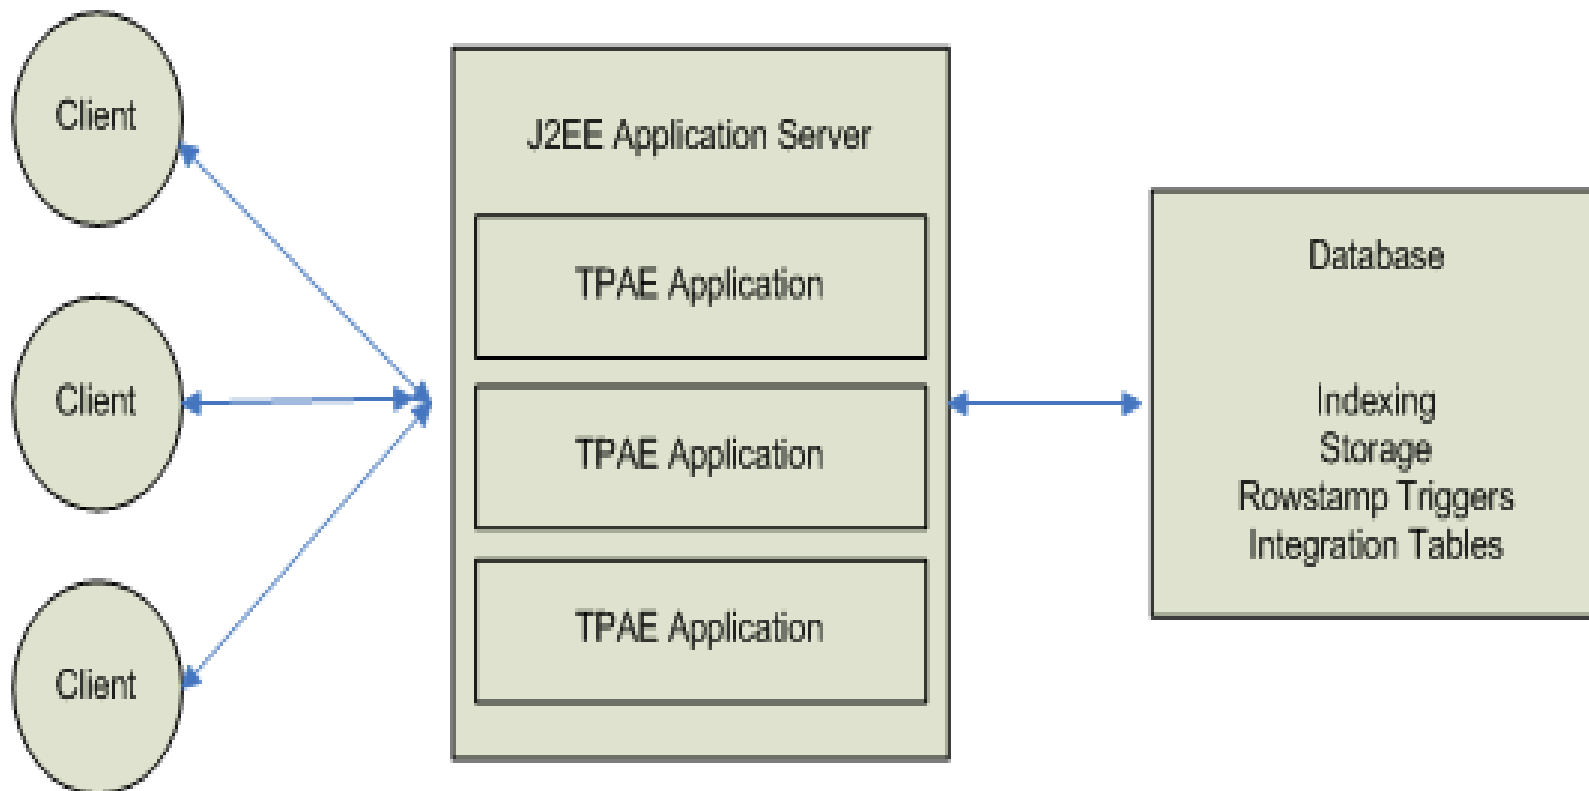 Client
Client
Client
J2EE Application Server
TPAE Application
TPAE Application
TPAE Application
Database
Indexing
Storage
Rowstamp Triggers
Integration Tables